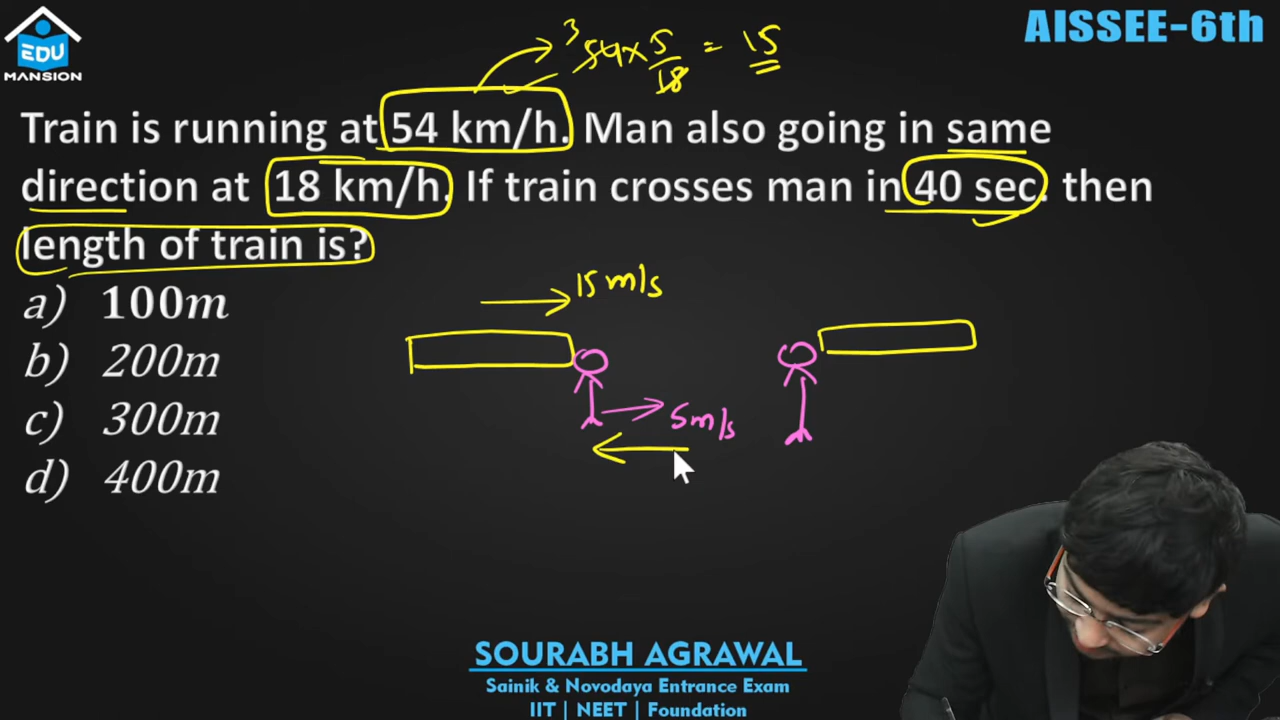 EDU
MANSION
AISSEE-6th
3
54 × 5/18 = 15
Train is running at 54 km/h. Man also going in same
direction at 18 km/h. If train crosses man in 40 sec. then
length of train is?
a) 100m
b) 200m
c) 300m
d) 400m
15 m/s
5m/s
SOURABH AGRAWAL
Sainik & Novodaya Entrance Exam
IIT | NEET | Foundation